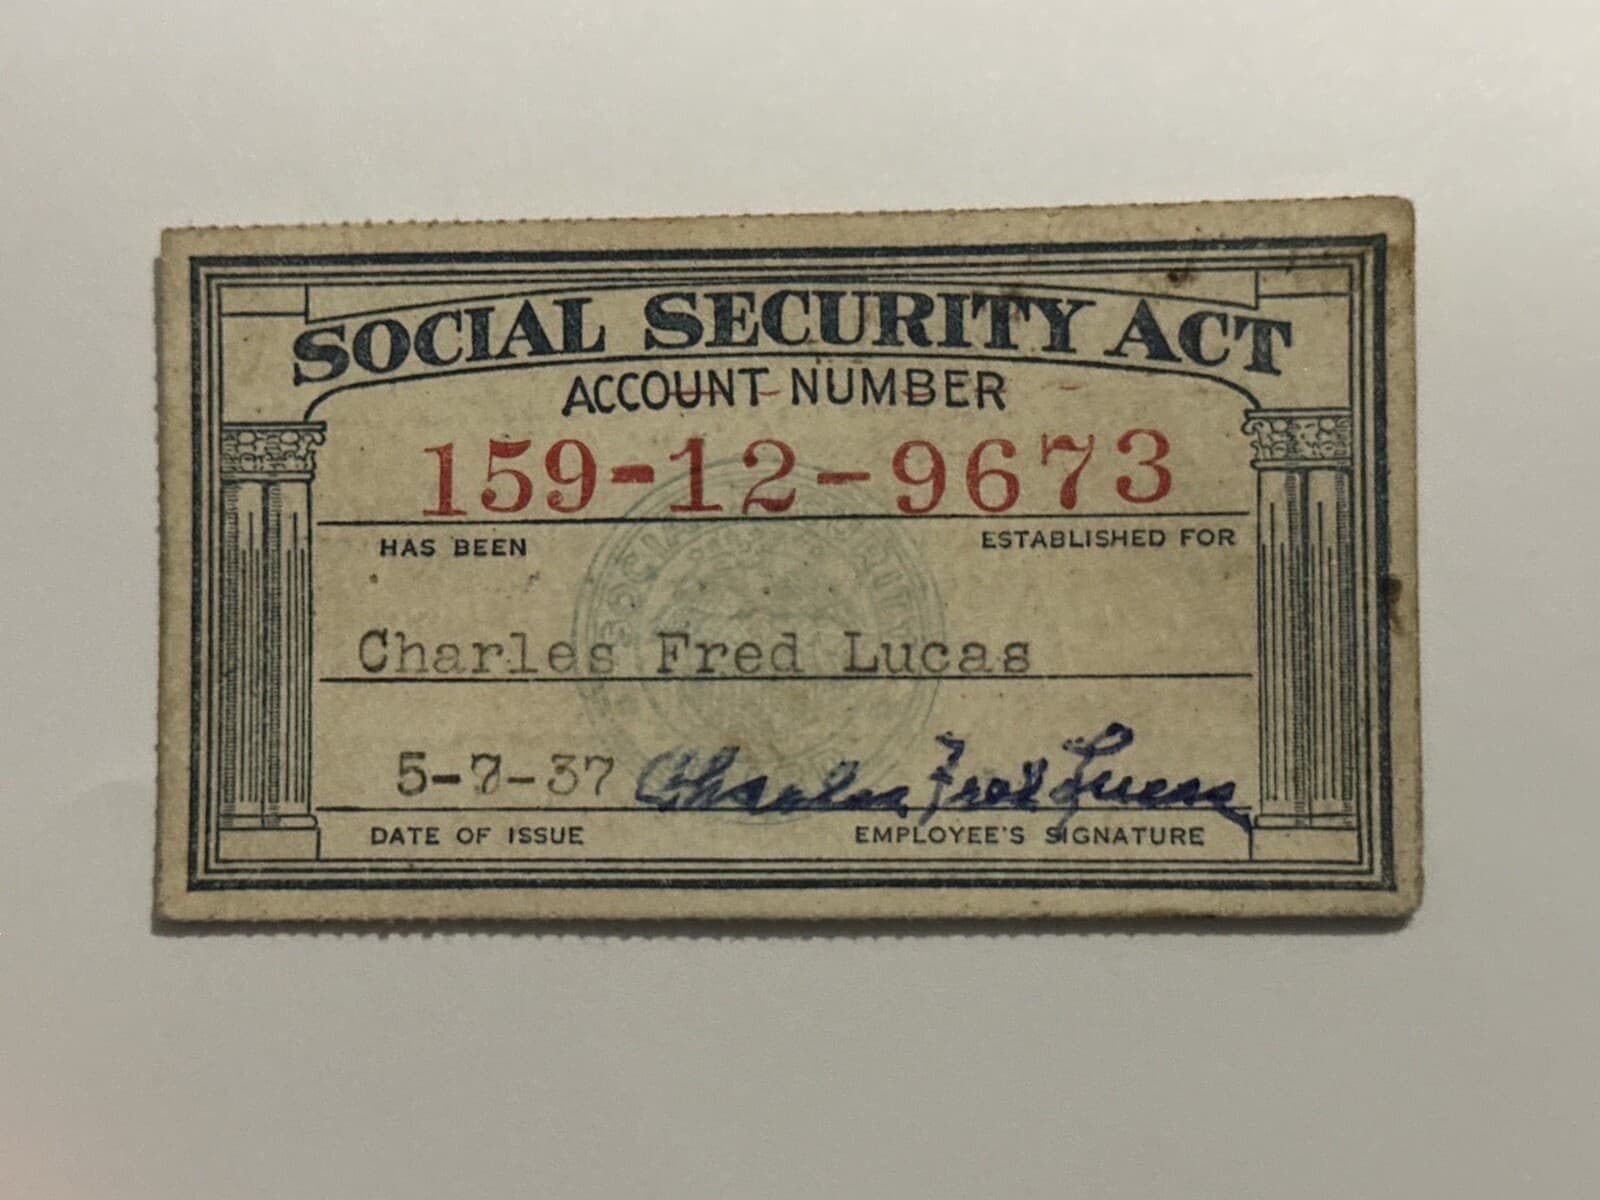 SOCIAL SECURITY ACT
ACCOUNT NUMBER
159-12-9673
HAS BEEN ESTABLISHED FOR
Charles Fred Lucas
5-7-37 Charles Fred Lucas
DATE OF ISSUE EMPLOYEE'S SIGNATURE